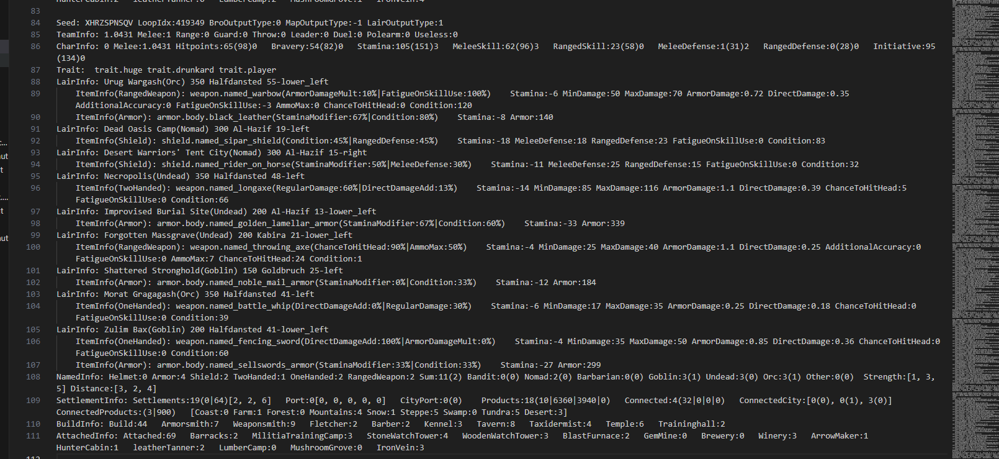 HunterCabin:2   leatherTanner:0   LumberCamp:2   MushroomGrove:1   IronVein:4
83
84 Seed: XHRZSPNSQV LoopIdx:419349 BroOutputType:0 MapOutputType:-1 LairOutputType:1
85 TeamInfo: 1.0431 Melee:1 Range:0 Guard:0 Throw:0 Leader:0 Duel:0 Polearm:0 Useless:0
86 CharInfo: 0 Melee:1.0431 Hitpoints:65(98)0   Bravery:54(82)0   Stamina:105(151)3   MeleeSkill:62(96)3   RangedSkill:23(58)0   MeleeDefense:1(31)2   RangedDefense:0(28)0   Initiative:95
(134)0
87 Trait:  trait.huge trait.drunkard trait.player
88 LairInfo: Urug Wargash(Orc) 350 Halfdansted 55-lower_left
89 ItemInfo(RangedWeapon): weapon.named_warbow(ArmorDamageMult:10%|FatigueOnSkillUse:100%)    Stamina:-6 MinDamage:50 MaxDamage:70 ArmorDamage:0.72 DirectDamage:0.35
AdditionalAccuracy:0 FatigueOnSkillUse:-3 AmmoMax:0 ChanceToHitHead:0 Condition:120
90 ItemInfo(Armor): armor.body.black_leather(StaminaModifier:67%|Condition:80%)    Stamina:-8 Armor:140
91 LairInfo: Dead Oasis Camp(Nomad) 300 Al-Hazif 19-left
92 ItemInfo(Shield): shield.named_sipar_shield(Condition:45%|RangedDefense:45%)    Stamina:-18 MeleeDefense:18 RangedDefense:23 FatigueOnSkillUse:0 Condition:83
93 LairInfo: Desert Warriors' Tent City(Nomad) 300 Al-Hazif 15-right
94 ItemInfo(Shield): shield.named_rider_on_horse(StaminaModifier:50%|MeleeDefense:30%)    Stamina:-11 MeleeDefense:25 RangedDefense:15 FatigueOnSkillUse:0 Condition:32
95 LairInfo: Necropolis(Undead) 350 Halfdansted 48-left
96 ItemInfo(TwoHanded): weapon.named_longaxe(RegularDamage:60%|DirectDamageAdd:13%)    Stamina:-14 MinDamage:85 MaxDamage:116 ArmorDamage:1.1 DirectDamage:0.39 ChanceToHitHead:5
FatigueOnSkillUse:0 Condition:66
97 LairInfo: Improvised Burial Site(Undead) 200 Al-Hazif 13-lower_left
98 ItemInfo(Armor): armor.body.named_golden_lamellar_armor(StaminaModifier:67%|Condition:60%)    Stamina:-33 Armor:339
99 LairInfo: Forgotten Massgrave(Undead) 200 Kabira 21-lower_left
100 ItemInfo(RangedWeapon): weapon.named_throwing_axe(ChanceToHitHead:90%|AmmoMax:50%)    Stamina:-4 MinDamage:25 MaxDamage:40 ArmorDamage:1.1 DirectDamage:0.25 AdditionalAccuracy:0
FatigueOnSkillUse:0 AmmoMax:7 ChanceToHitHead:24 Condition:1
101 LairInfo: Shattered Stronghold(Goblin) 150 Goldbruch 25-left
102 ItemInfo(Armor): armor.body.named_noble_mail_armor(StaminaModifier:0%|Condition:33%)    Stamina:-12 Armor:184
103 LairInfo: Morat Gragagash(Orc) 350 Halfdansted 41-left
104 ItemInfo(OneHanded): weapon.named_battle_whip(DirectDamageAdd:0%|RegularDamage:30%)    Stamina:-6 MinDamage:17 MaxDamage:35 ArmorDamage:0.25 DirectDamage:0.18 ChanceToHitHead:0
FatigueOnSkillUse:0 Condition:39
105 LairInfo: Zulim Bax(Goblin) 200 Halfdansted 41-lower_left
106 ItemInfo(OneHanded): weapon.named_fencing_sword(DirectDamageAdd:100%|ArmorDamageMult:0%)    Stamina:-4 MinDamage:35 MaxDamage:50 ArmorDamage:0.85 DirectDamage:0.36 ChanceToHitHead:0
FatigueOnSkillUse:0 Condition:60
107 ItemInfo(Armor): armor.body.named_sellswords_armor(StaminaModifier:33%|Condition:33%)    Stamina:-27 Armor:299
108 NamedInfo: Helmet:0 Armor:4 Shield:2 TwoHanded:1 OneHanded:2 RangedWeapon:2 Sum:11(2) Bandit:0(0) Nomad:2(0) Barbarian:0(0) Goblin:3(1) Undead:3(0) Orc:3(1) Other:0(0)  Strength:[1, 3,
5] Distance:[3, 2, 4]
109 SettlementInfo: Settlements:19(0|64)[2, 2, 6]   Port:0[0, 0, 0, 0, 0]   CityPort:0(0)    Products:18(10|6360|3940|0)   Connected:4(32|0|0|0)   ConnectedCity:[0(0), 0(1), 3(0)]
ConnectedProducts:(3|900)   [Coast:0 Farm:1 Forest:0 Mountains:4 Snow:1 Steppe:5 Swamp:0 Tundra:5 Desert:3]
110 BuildInfo: Build:44   Armorsmith:7   Weaponsmith:9   Fletcher:2   Barber:2   Kennel:3   Tavern:8   Taxidermist:4   Temple:6   Traininghall:2
111 AttachedInfo: Attached:69   Barracks:2   MilitiaTrainingCamp:3   StoneWatchTower:4   WoodenWatchTower:3   BlastFurnace:2   GemMine:0   Brewery:0   Winery:3   ArrowMaker:1
HunterCabin:1   leatherTanner:2   LumberCamp:0   MushroomGrove:0   IronVein:3
112